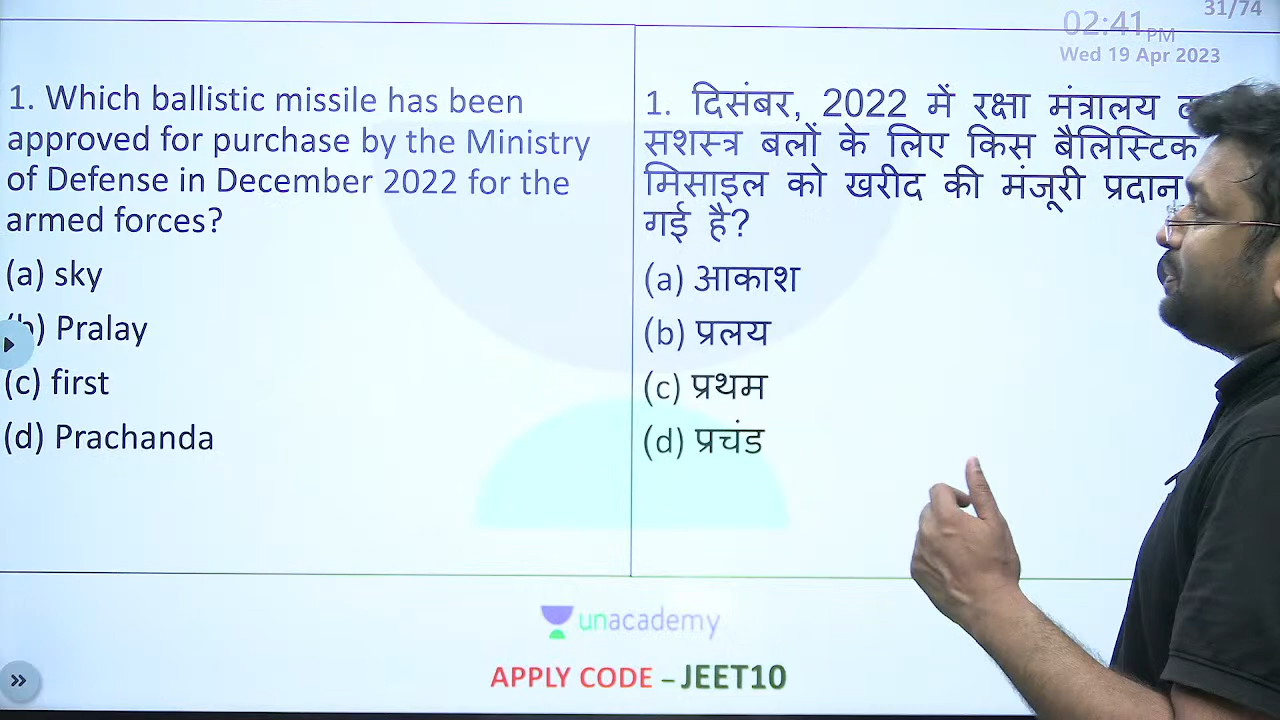 31/74
02:41 PM
Wed 19 Apr 2023
1. Which ballistic missile has been
approved for purchase by the Ministry
of Defense in December 2022 for the
armed forces?
(a) sky
(b) Pralay
(c) first
(d) Prachanda
1. दिसंबर, 2022 में रक्षा मंत्रालय
सशस्त्र बलों के लिए किस बैलिस्टिक
मिसाइल को खरीद की मंजूरी प्रदान
गई है?
(a) आकाश
(b) प्रलय
(c) प्रथम
(d) प्रचंड
unacademy
APPLY CODE – JEET10